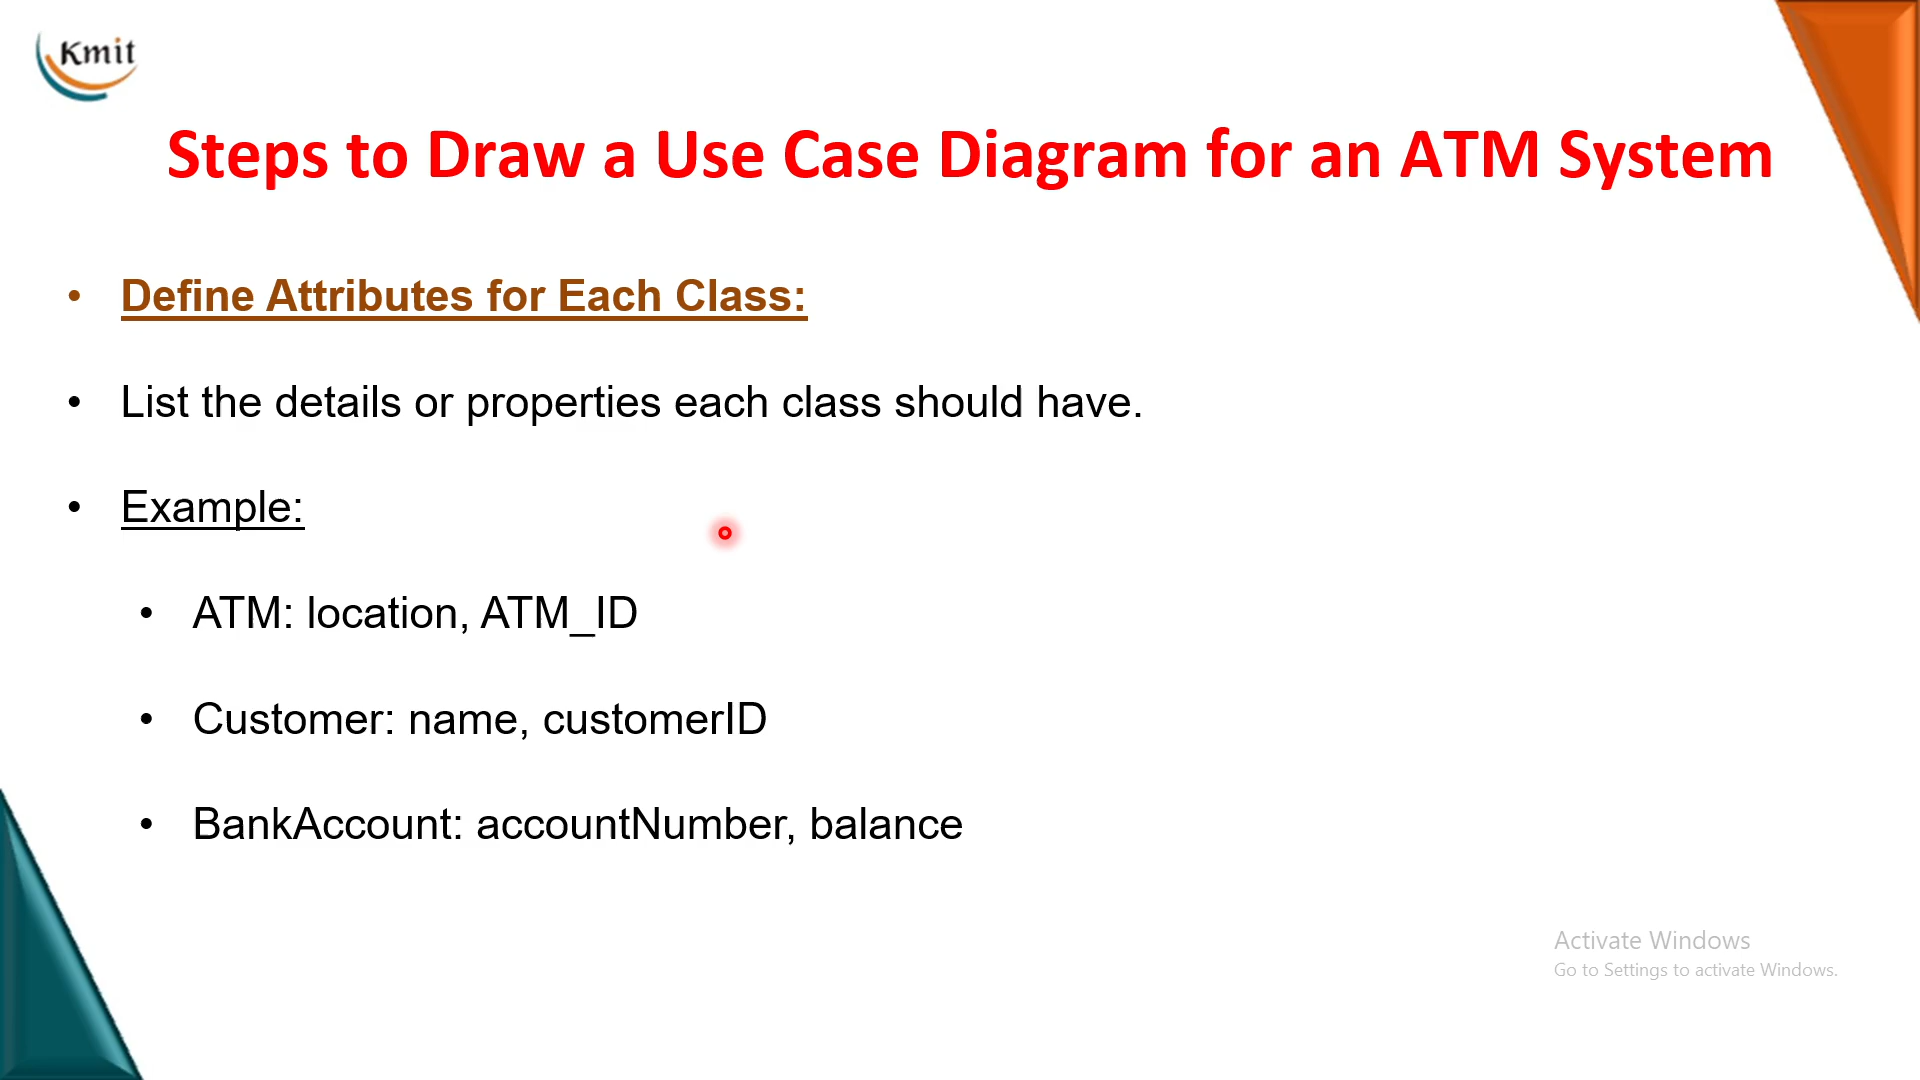 Kmit
Steps to Draw a Use Case Diagram for an ATM System
• Define Attributes for Each Class:
• List the details or properties each class should have.
• Example:
• ATM: location, ATM_ID
• Customer: name, customerID
• BankAccount: accountNumber, balance
Activate Windows
Go to Settings to activate Windows.